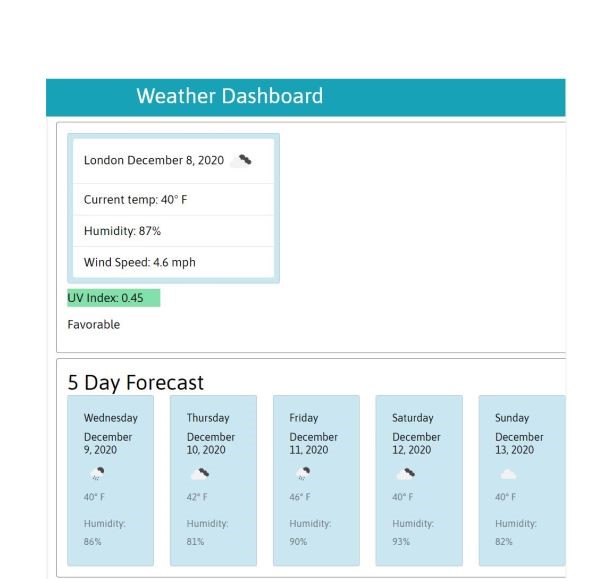 Weather Dashboard
London December 8, 2020
Current temp: 40° F
Humidity: 87%
Wind Speed: 4.6 mph
UV Index: 0.45
Favorable
5 Day Forecast
Wednesday
December
9, 2020
40° F
Humidity:
86%
Thursday
December
10, 2020
42° F
Humidity:
81%
Friday
December
11, 2020
46° F
Humidity:
90%
Saturday
December
12, 2020
40° F
Humidity:
93%
Sunday
December
13, 2020
40° F
Humidity:
82%